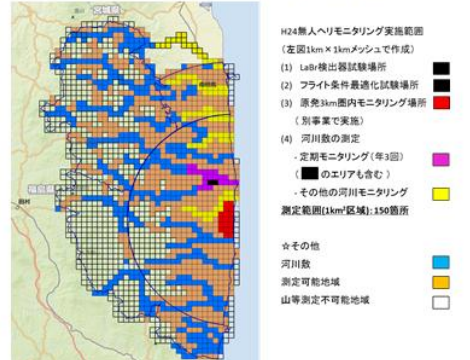 宮城県
福島県
H24無人ヘリモニタリング実施範囲
(左図1km×1kmメッシュで作成)
(1) LaBr検出器試験場所
(2) フライト条件最適化試験場所
(3) 原発3km圏内モニタリング場所
(別事業で実施)
(4) 河川敷の測定
- 定期モニタリング(年3回)
( のエリアも含む)
- その他の河川モニタリング
測定範囲(1km²区域):150箇所
☆その他
河川敷
測定可能地域
山等測定不可能地域